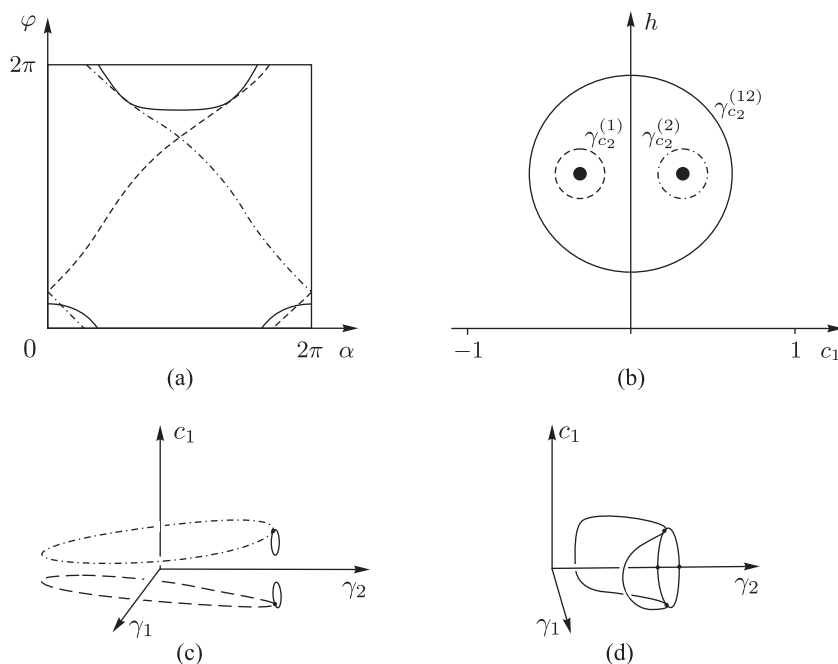 φ
2π
0
2π α
(a)
h
γ_{c_2}^{(12)}
γ_{c_2}^{(1)} γ_{c_2}^{(2)}
−1
1 c_1
(b)
c_1
γ_2
γ_1
(c)
c_1
γ_2
γ_1
(d)